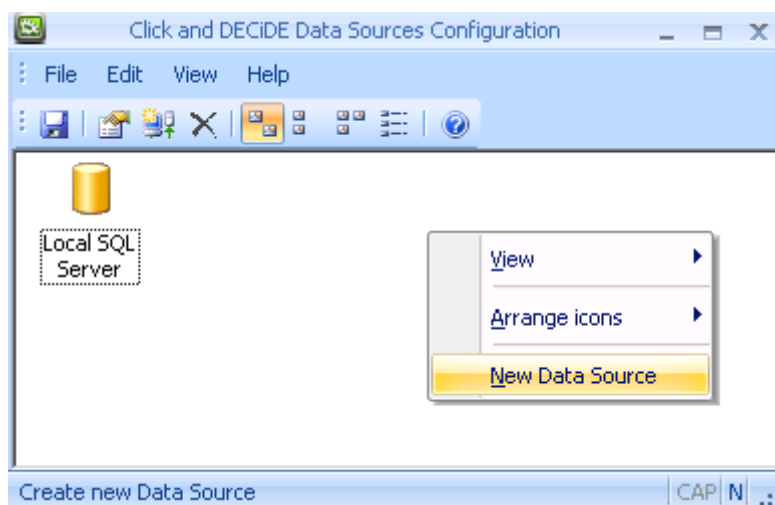 Click and DECiDE Data Sources Configuration
File Edit View Help
Local SQL
Server
View
Arrange icons
New Data Source
Create new Data Source
CAP N